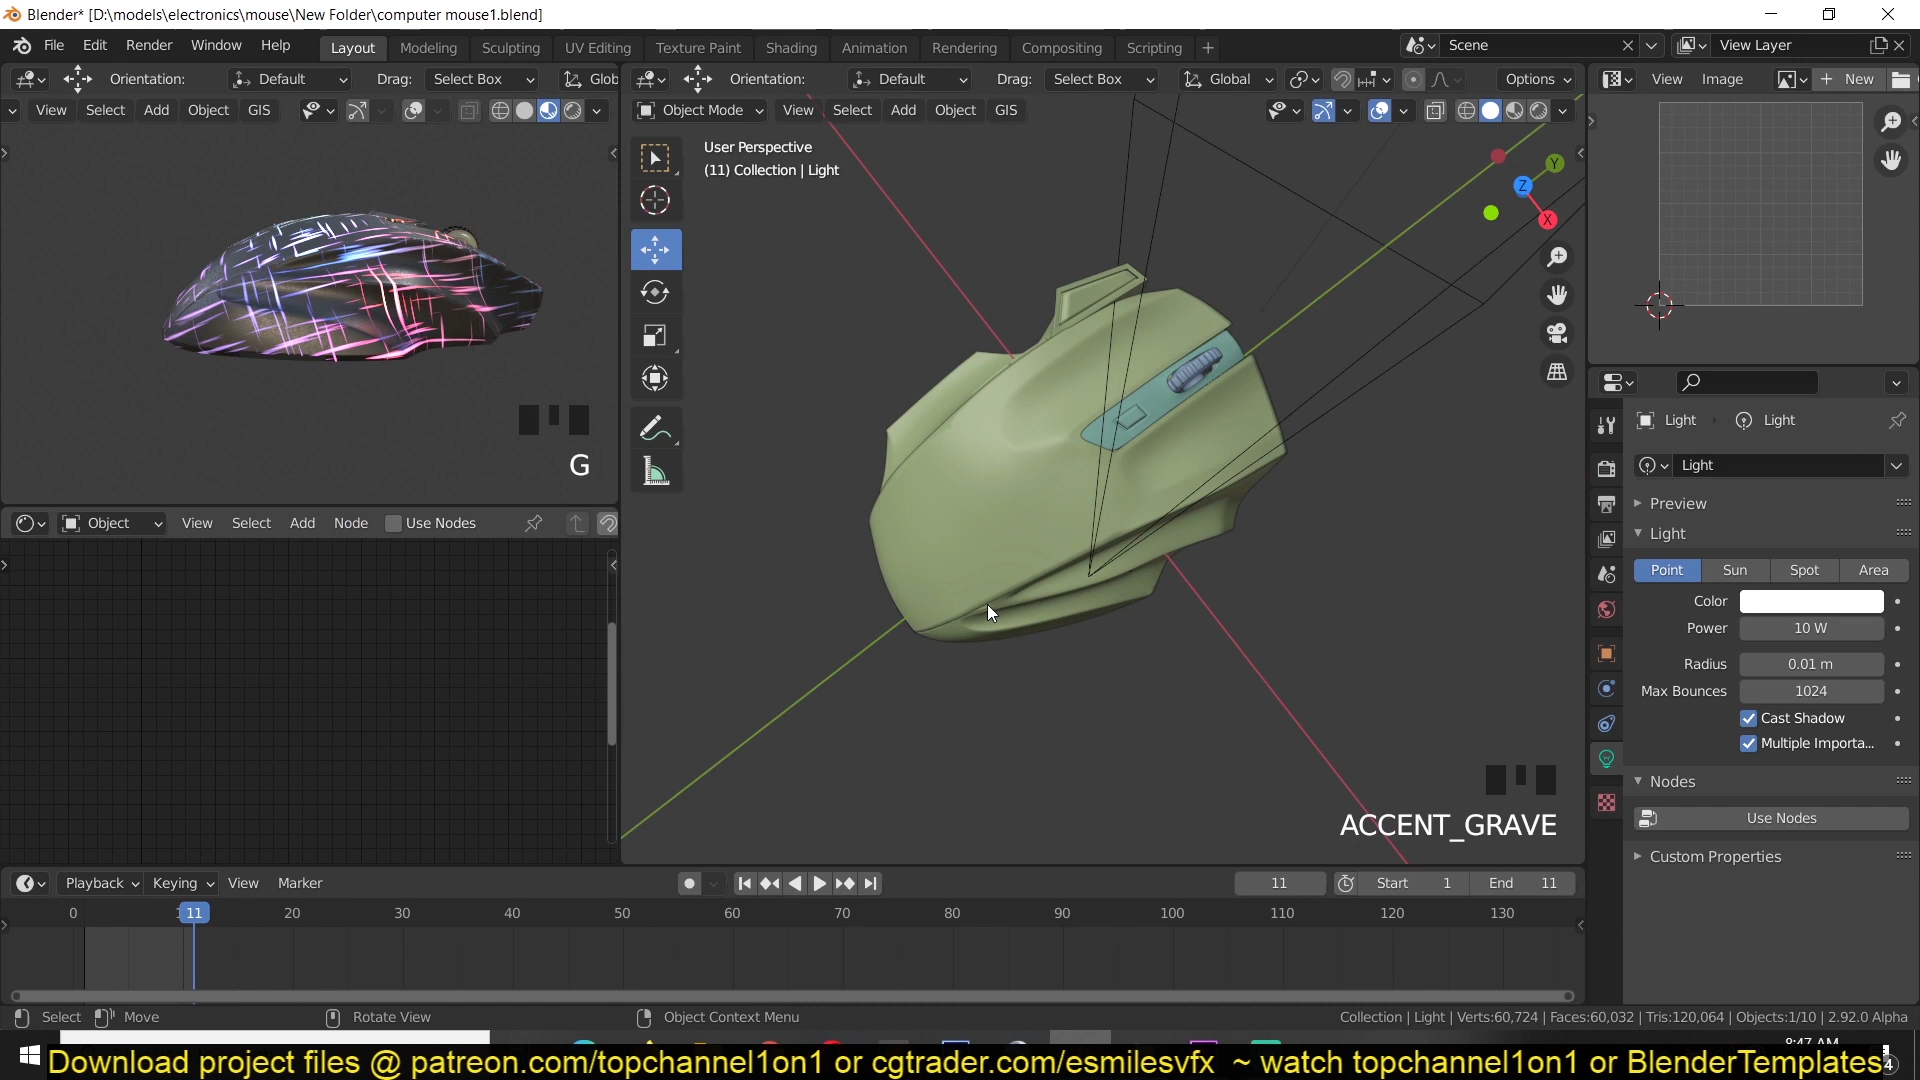 Blender* [D:\models\electronics\mouse\New Folder\computer mouse1.blend]
File Edit Render Window Help Layout Modeling Sculpting UV Editing Texture Paint Shading Animation Rendering Compositing Scripting + Scene View Layer
Orientation: Default Drag: Select Box Glob
Orientation: Default Drag: Select Box Global Options View Image + New
View Select Add Object GIS
Object Mode View Select Add Object GIS
User Perspective
(11) Collection | Light
Y
Z
X
G
Light Light
Light
Preview
Light
Point Sun Spot Area
Color
Power 10 W
Radius 0.01 m
Max Bounces 1024
Cast Shadow
Multiple Importa...
Nodes
Use Nodes
Custom Properties
Object View Select Add Node Use Nodes
ACCENT_GRAVE
Playback Keying View Marker 11 Start 1 End 11
0 11 20 30 40 50 60 70 80 90 100 110 120 130
Select Move Rotate View Object Context Menu Collection | Light | Verts:60,724 | Faces:60,032 | Tris:120,064 | Objects:1/10 | 2.92.0 Alpha
8:47 AM
Download project files @ patreon.com/topchannel1on1 or cgtrader.com/esmilesvfx ~ watch topchannel1on1 or BlenderTemplates
4